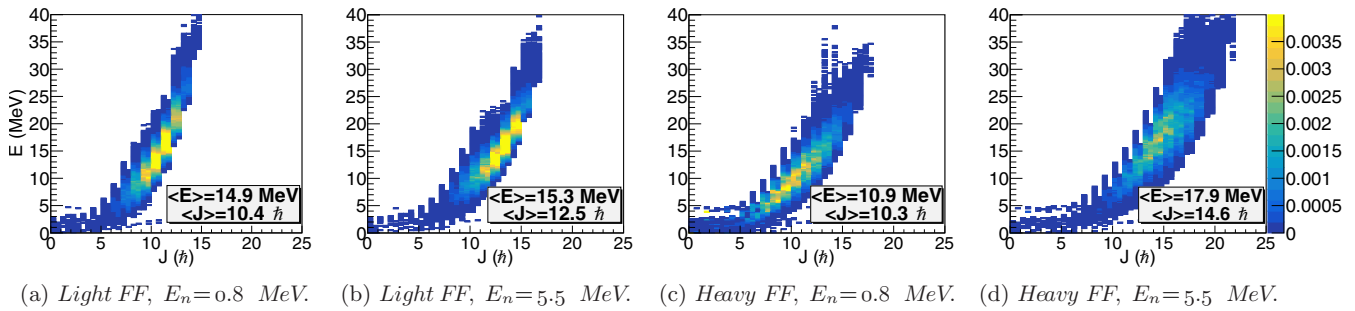 E (MeV)
40
35
30
25
20
15
10
5
0
<E>=14.9 MeV
<J>=10.4 ℏ
0 5 10 15 20 25
J (ℏ)
40
35
30
25
20
15
10
5
0
<E>=15.3 MeV
<J>=12.5 ℏ
0 5 10 15 20 25
J (ℏ)
40
35
30
25
20
15
10
5
0
<E>=10.9 MeV
<J>=10.3 ℏ
0 5 10 15 20 25
J (ℏ)
40
35
30
25
20
15
10
5
0
<E>=17.9 MeV
<J>=14.6 ℏ
0 5 10 15 20 25
J (ℏ)
0.0035
0.003
0.0025
0.002
0.0015
0.001
0.0005
0
(a) Light FF, En=0.8 MeV.
(b) Light FF, En=5.5 MeV.
(c) Heavy FF, En=0.8 MeV.
(d) Heavy FF, En=5.5 MeV.